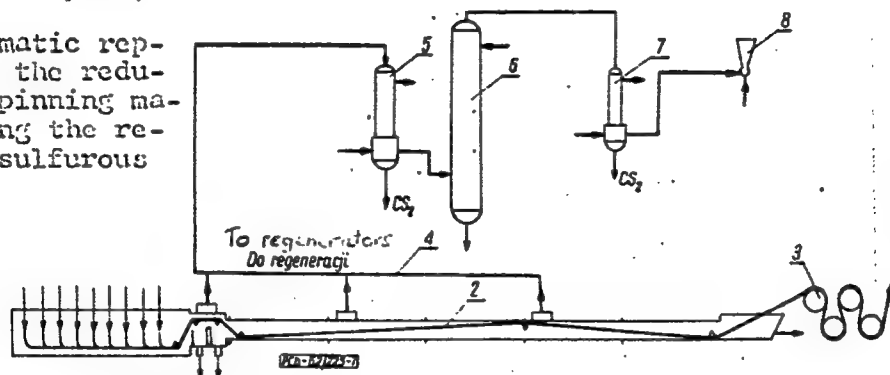 matic rep-
the redu-
pinning ma-
ng the re-
sulfurous
5
6
7
8
CS₂
CS₂
To regenerators
Do regeneracji
4
2
3